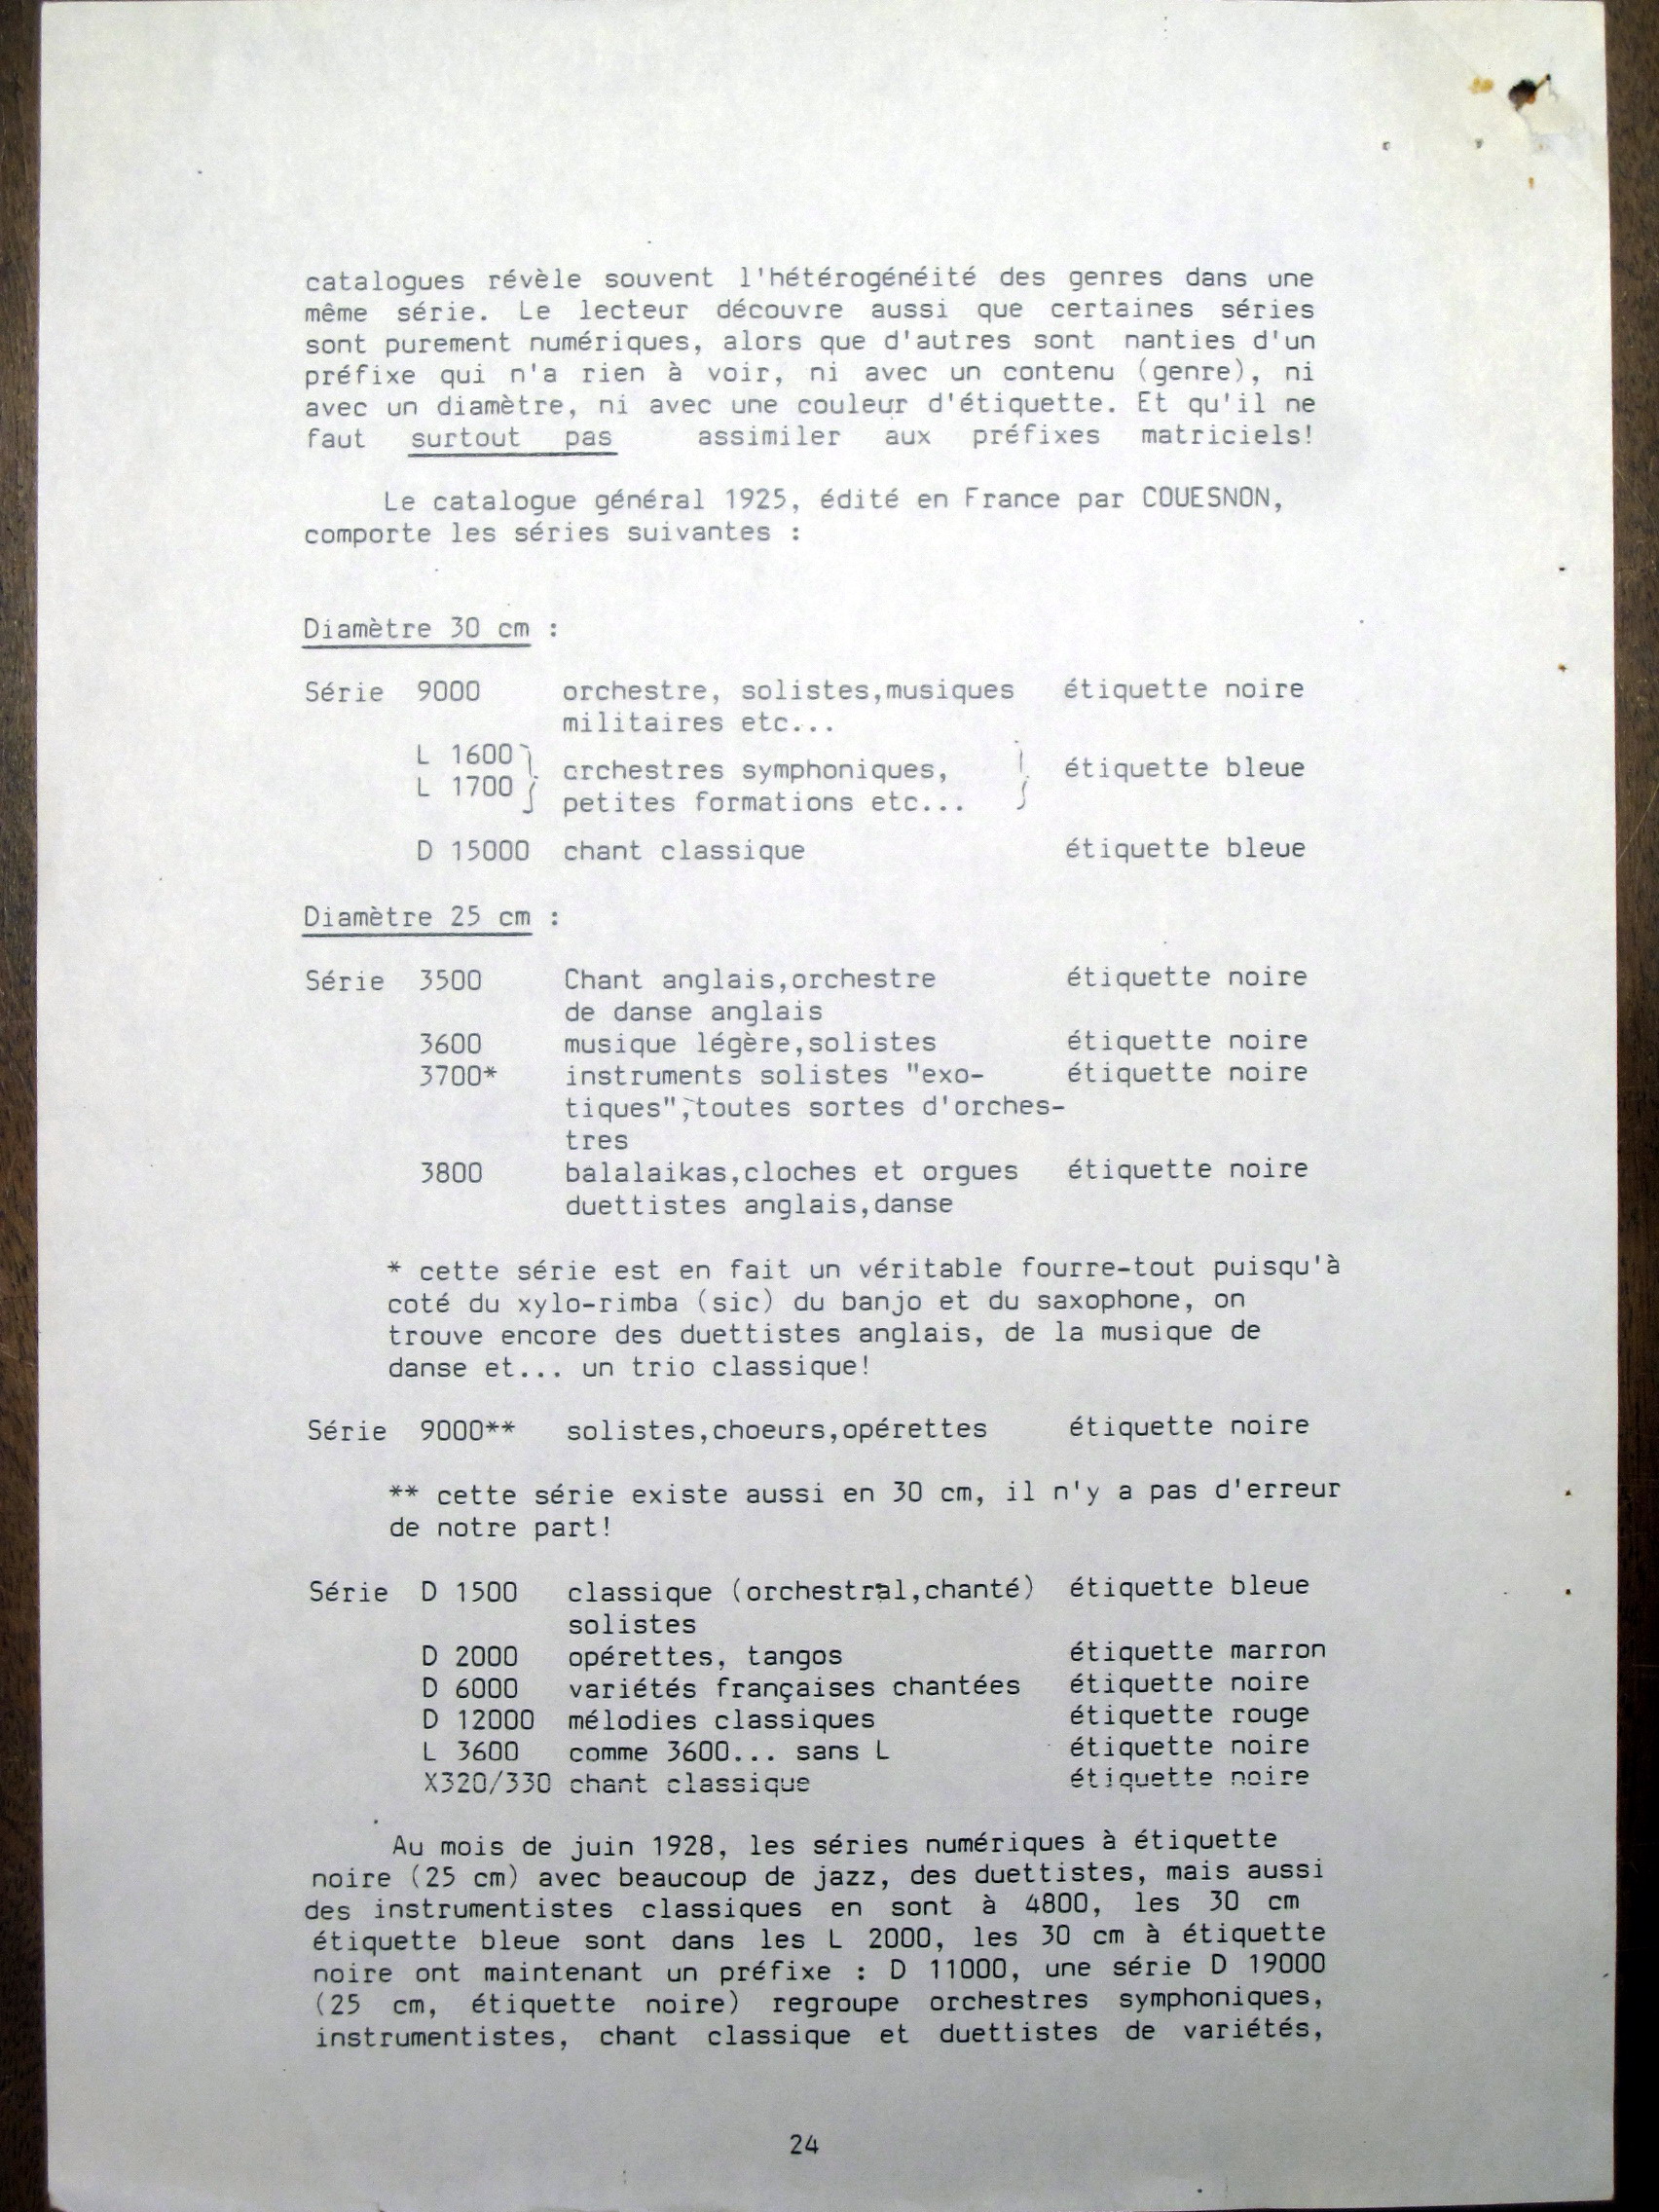 catalogues révèle souvent l'hétérogénéité des genres dans une
même série. Le lecteur découvre aussi que certaines séries
sont purement numériques, alors que d'autres sont nanties d'un
préfixe qui n'a rien à voir, ni avec un contenu (genre), ni
avec un diamètre, ni avec une couleur d'étiquette. Et qu'il ne
faut surtout pas assimiler aux préfixes matriciels!
Le catalogue général 1925, édité en France par COUESNON,
comporte les séries suivantes :
Diamètre 30 cm :
Série 9000 orchestre, solistes,musiques étiquette noire
militaires etc...
L 1600
L 1700
orchestres symphoniques, étiquette bleue
petites formations etc...
D 15000 chant classique étiquette bleue
Diamètre 25 cm :
Série 3500 Chant anglais,orchestre étiquette noire
de danse anglais
3600 musique légère,solistes étiquette noire
3700* instruments solistes "exo- étiquette noire
tiques",toutes sortes d'orches-
tres
3800 balalaikas,cloches et orgues étiquette noire
duettistes anglais,danse
* cette série est en fait un véritable fourre-tout puisqu'à
coté du xylo-rimba (sic) du banjo et du saxophone, on
trouve encore des duettistes anglais, de la musique de
danse et... un trio classique!
Série 9000** solistes,choeurs,opérettes étiquette noire
** cette série existe aussi en 30 cm, il n'y a pas d'erreur
de notre part!
Série D 1500 classique (orchestral,chanté) étiquette bleue
solistes
D 2000 opérettes, tangos étiquette marron
D 6000 variétés françaises chantées étiquette noire
D 12000 mélodies classiques étiquette rouge
L 3600 comme 3600... sans L étiquette noire
X320/330 chant classique étiquette noire
Au mois de juin 1928, les séries numériques à étiquette
noire (25 cm) avec beaucoup de jazz, des duettistes, mais aussi
des instrumentistes classiques en sont à 4800, les 30 cm
étiquette bleue sont dans les L 2000, les 30 cm à étiquette
noire ont maintenant un préfixe : D 11000, une série D 19000
(25 cm, étiquette noire) regroupe orchestres symphoniques,
instrumentistes, chant classique et duettistes de variétés,
24